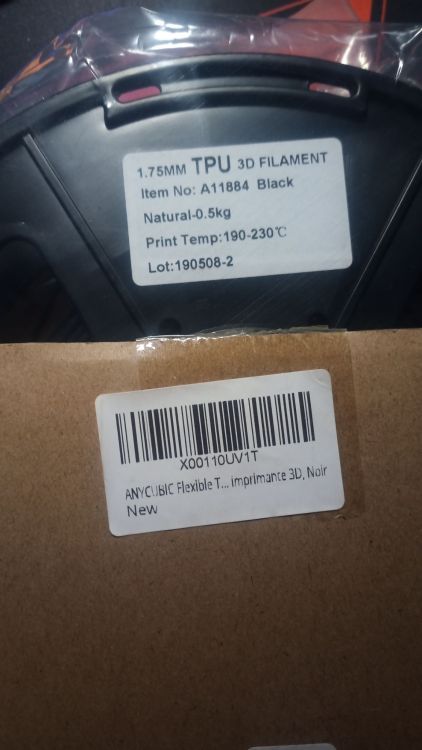 1.75MM TPU 3D FILAMENT
Item No: A11884 Black
Natural-0.5kg
Print Temp:190-230℃
Lot:190508-2
X00110UV1T
ANYCUBIC Flexible T... imprimante 3D, Noir
New